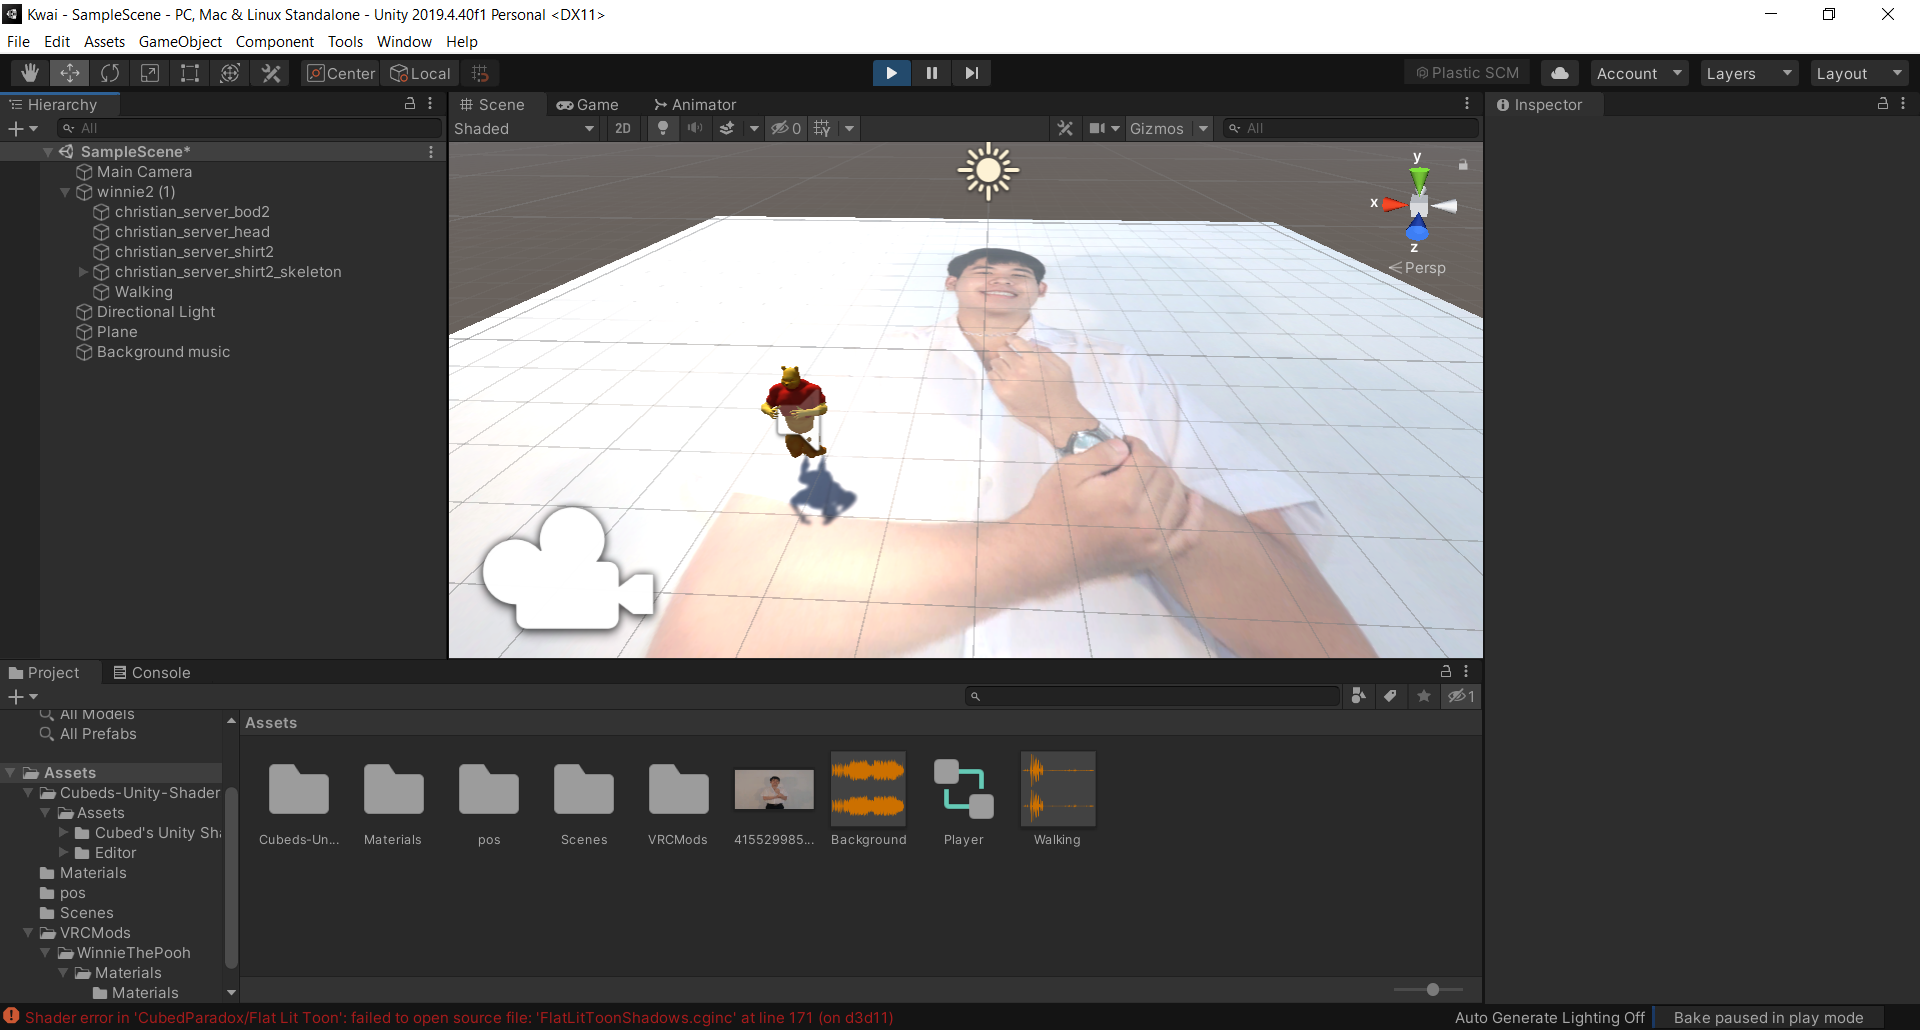 Kwai - SampleScene - PC, Mac & Linux Standalone - Unity 2019.4.40f1 Personal <DX11>
File Edit Assets GameObject Component Tools Window Help
Center Local Plastic SCM Account Layers Layout
Hierarchy
All
SampleScene*
Main Camera
winnie2 (1)
christian_server_bod2
christian_server_head
christian_server_shirt2
christian_server_shirt2_skeleton
Walking
Directional Light
Plane
Background music
Scene Game Animator
Shaded 2D 0 Gizmos All
y
x
z
Persp
Inspector
Project Console
1
All Models
All Prefabs
Assets
Cubeds-Unity-Shader
Assets
Cubed's Unity Sh
Editor
Materials
pos
Scenes
VRCMods
WinnieThePooh
Materials
Materials
Assets
Cubeds-Un... Materials pos Scenes VRCMods 415529985... Background Player Walking
Shader error in 'CubedParadox/Flat Lit Toon': failed to open source file: 'FlatLitToonShadows.cginc' at line 171 (on d3d11)
Auto Generate Lighting Off Bake paused in play mode